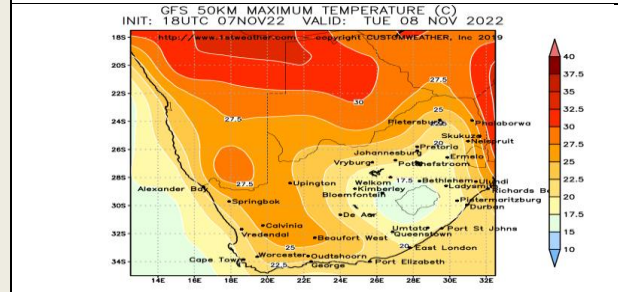 GFS 50KM MAXIMUM TEMPERATURE (C)
INIT: 18UTC 07NOV22 VALID: TUE 08 NOV 2022
http://www.1stweather.com - copyright CUSTOMWEATHER, Inc 2019
18S
20S
22S
24S
26S
28S
30S
32S
34S
14E 16E 18E 20E 22E 24E 26E 28E 30E 32E
27.5
30
27.5
25
Pietersburg Phalaborwa
20 Skukuza
Nelspruit
Johannesburg Pretoria
Vryburg Potchefstroom Ermelo
27.5
Welkom 17.5 Bethlehem Ulundi
Alexander Bay Upington Kimberley Ladysmith
Bloemfontein Richards B
Springbok Pietermaritzburg
De Aar Durban
Calvinia
Vredendal Umtata Port St Johns
Beaufort West Queenstown
25 20 East London
Cape Town Worcester Oudtshoorn
22.5 George Port Elizabeth
40
37.5
35
32.5
30
27.5
25
22.5
20
17.5
15
10